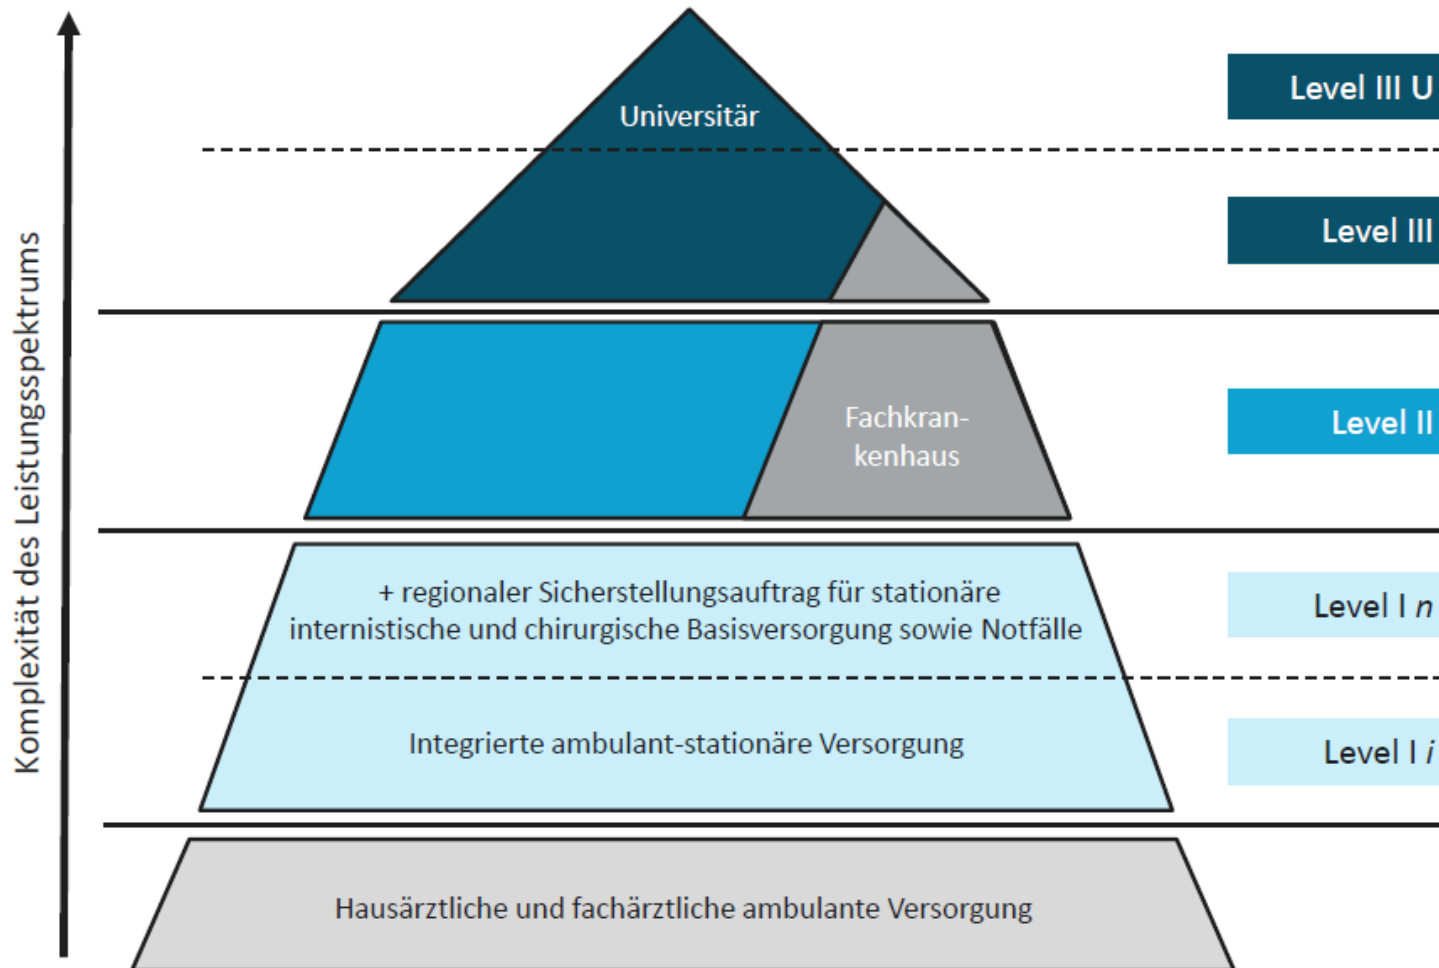 Komplexität des Leistungsspektrums
Universität
Level III U
Level III
Fachkran-
kenhaus
Level II
+ regionaler Sicherstellungsauftrag für stationäre
internistische und chirurgische Basisversorgung sowie Notfälle
Level I n
Integrierte ambulant-stationäre Versorgung
Level I i
Hausärztliche und fachärztliche ambulante Versorgung